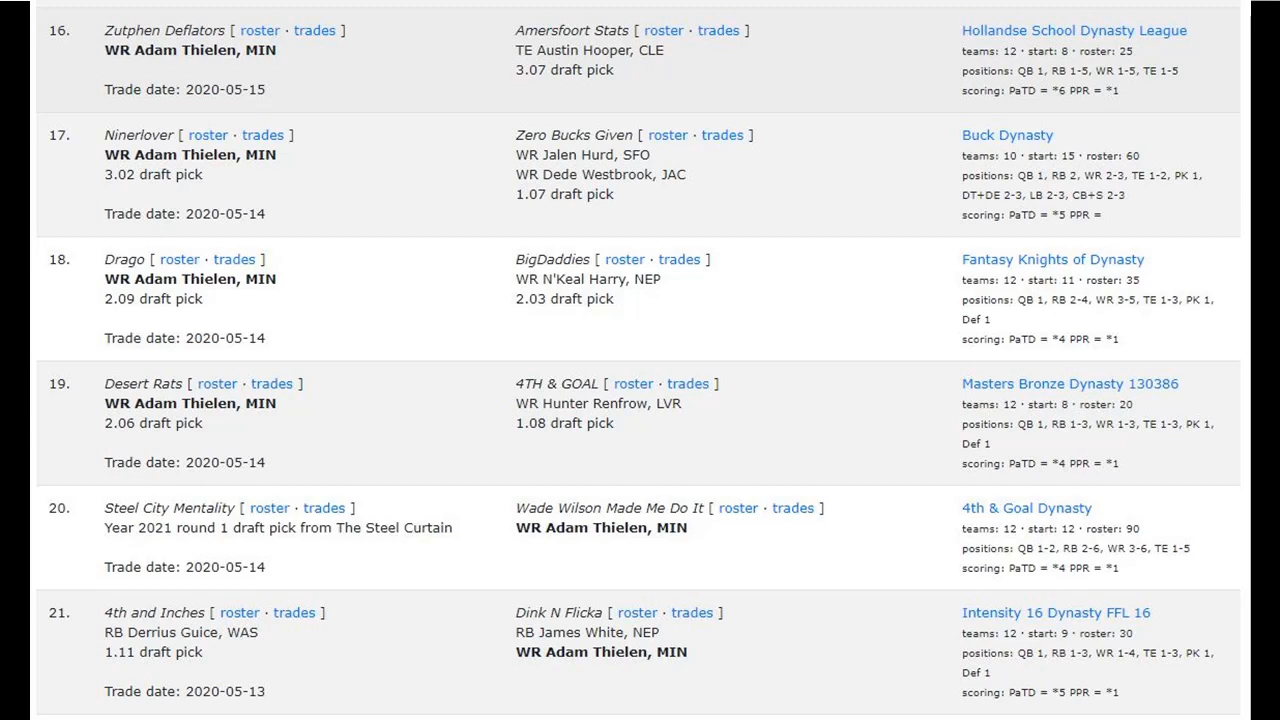 16. Zutphen Deflators [ roster · trades ] Amersfoort Stats [ roster · trades ] Hollandse School Dynasty League
WR Adam Thielen, MIN TE Austin Hooper, CLE teams: 12 · start: 8 · roster: 25
3.07 draft pick positions: QB 1, RB 1-5, WR 1-5, TE 1-5
Trade date: 2020-05-15 scoring: PaTD = *6 PPR = *1
17. Ninerlover [ roster · trades ] Zero Bucks Given [ roster · trades ] Buck Dynasty
WR Adam Thielen, MIN WR Jalen Hurd, SFO teams: 10 · start: 15 · roster: 60
3.02 draft pick WR Dede Westbrook, JAC positions: QB 1, RB 2, WR 2-3, TE 1-2, PK 1,
1.07 draft pick DT+DE 2-3, LB 2-3, CB+S 2-3
Trade date: 2020-05-14 scoring: PaTD = *5 PPR =
18. Drago [ roster · trades ] BigDaddies [ roster · trades ] Fantasy Knights of Dynasty
WR Adam Thielen, MIN WR N'Keal Harry, NEP teams: 12 · start: 11 · roster: 35
2.09 draft pick 2.03 draft pick positions: QB 1, RB 2-4, WR 3-5, TE 1-3, PK 1,
Def 1
Trade date: 2020-05-14 scoring: PaTD = *4 PPR = *1
19. Desert Rats [ roster · trades ] 4TH & GOAL [ roster · trades ] Masters Bronze Dynasty 130386
WR Adam Thielen, MIN WR Hunter Renfrow, LVR teams: 12 · start: 8 · roster: 20
2.06 draft pick 1.08 draft pick positions: QB 1, RB 1-3, WR 1-3, TE 1-3, PK 1,
Def 1
Trade date: 2020-05-14 scoring: PaTD = *4 PPR = *1
20. Steel City Mentality [ roster · trades ] Wade Wilson Made Me Do It [ roster · trades ] 4th & Goal Dynasty
Year 2021 round 1 draft pick from The Steel Curtain WR Adam Thielen, MIN teams: 12 · start: 12 · roster: 90
positions: QB 1-2, RB 2-6, WR 3-6, TE 1-5
Trade date: 2020-05-14 scoring: PaTD = *4 PPR = *1
21. 4th and Inches [ roster · trades ] Dink N Flicka [ roster · trades ] Intensity 16 Dynasty FFL 16
RB Derrius Guice, WAS RB James White, NEP teams: 12 · start: 9 · roster: 30
1.11 draft pick WR Adam Thielen, MIN positions: QB 1, RB 1-3, WR 1-4, TE 1-3, PK 1,
Def 1
Trade date: 2020-05-13 scoring: PaTD = *5 PPR = *1